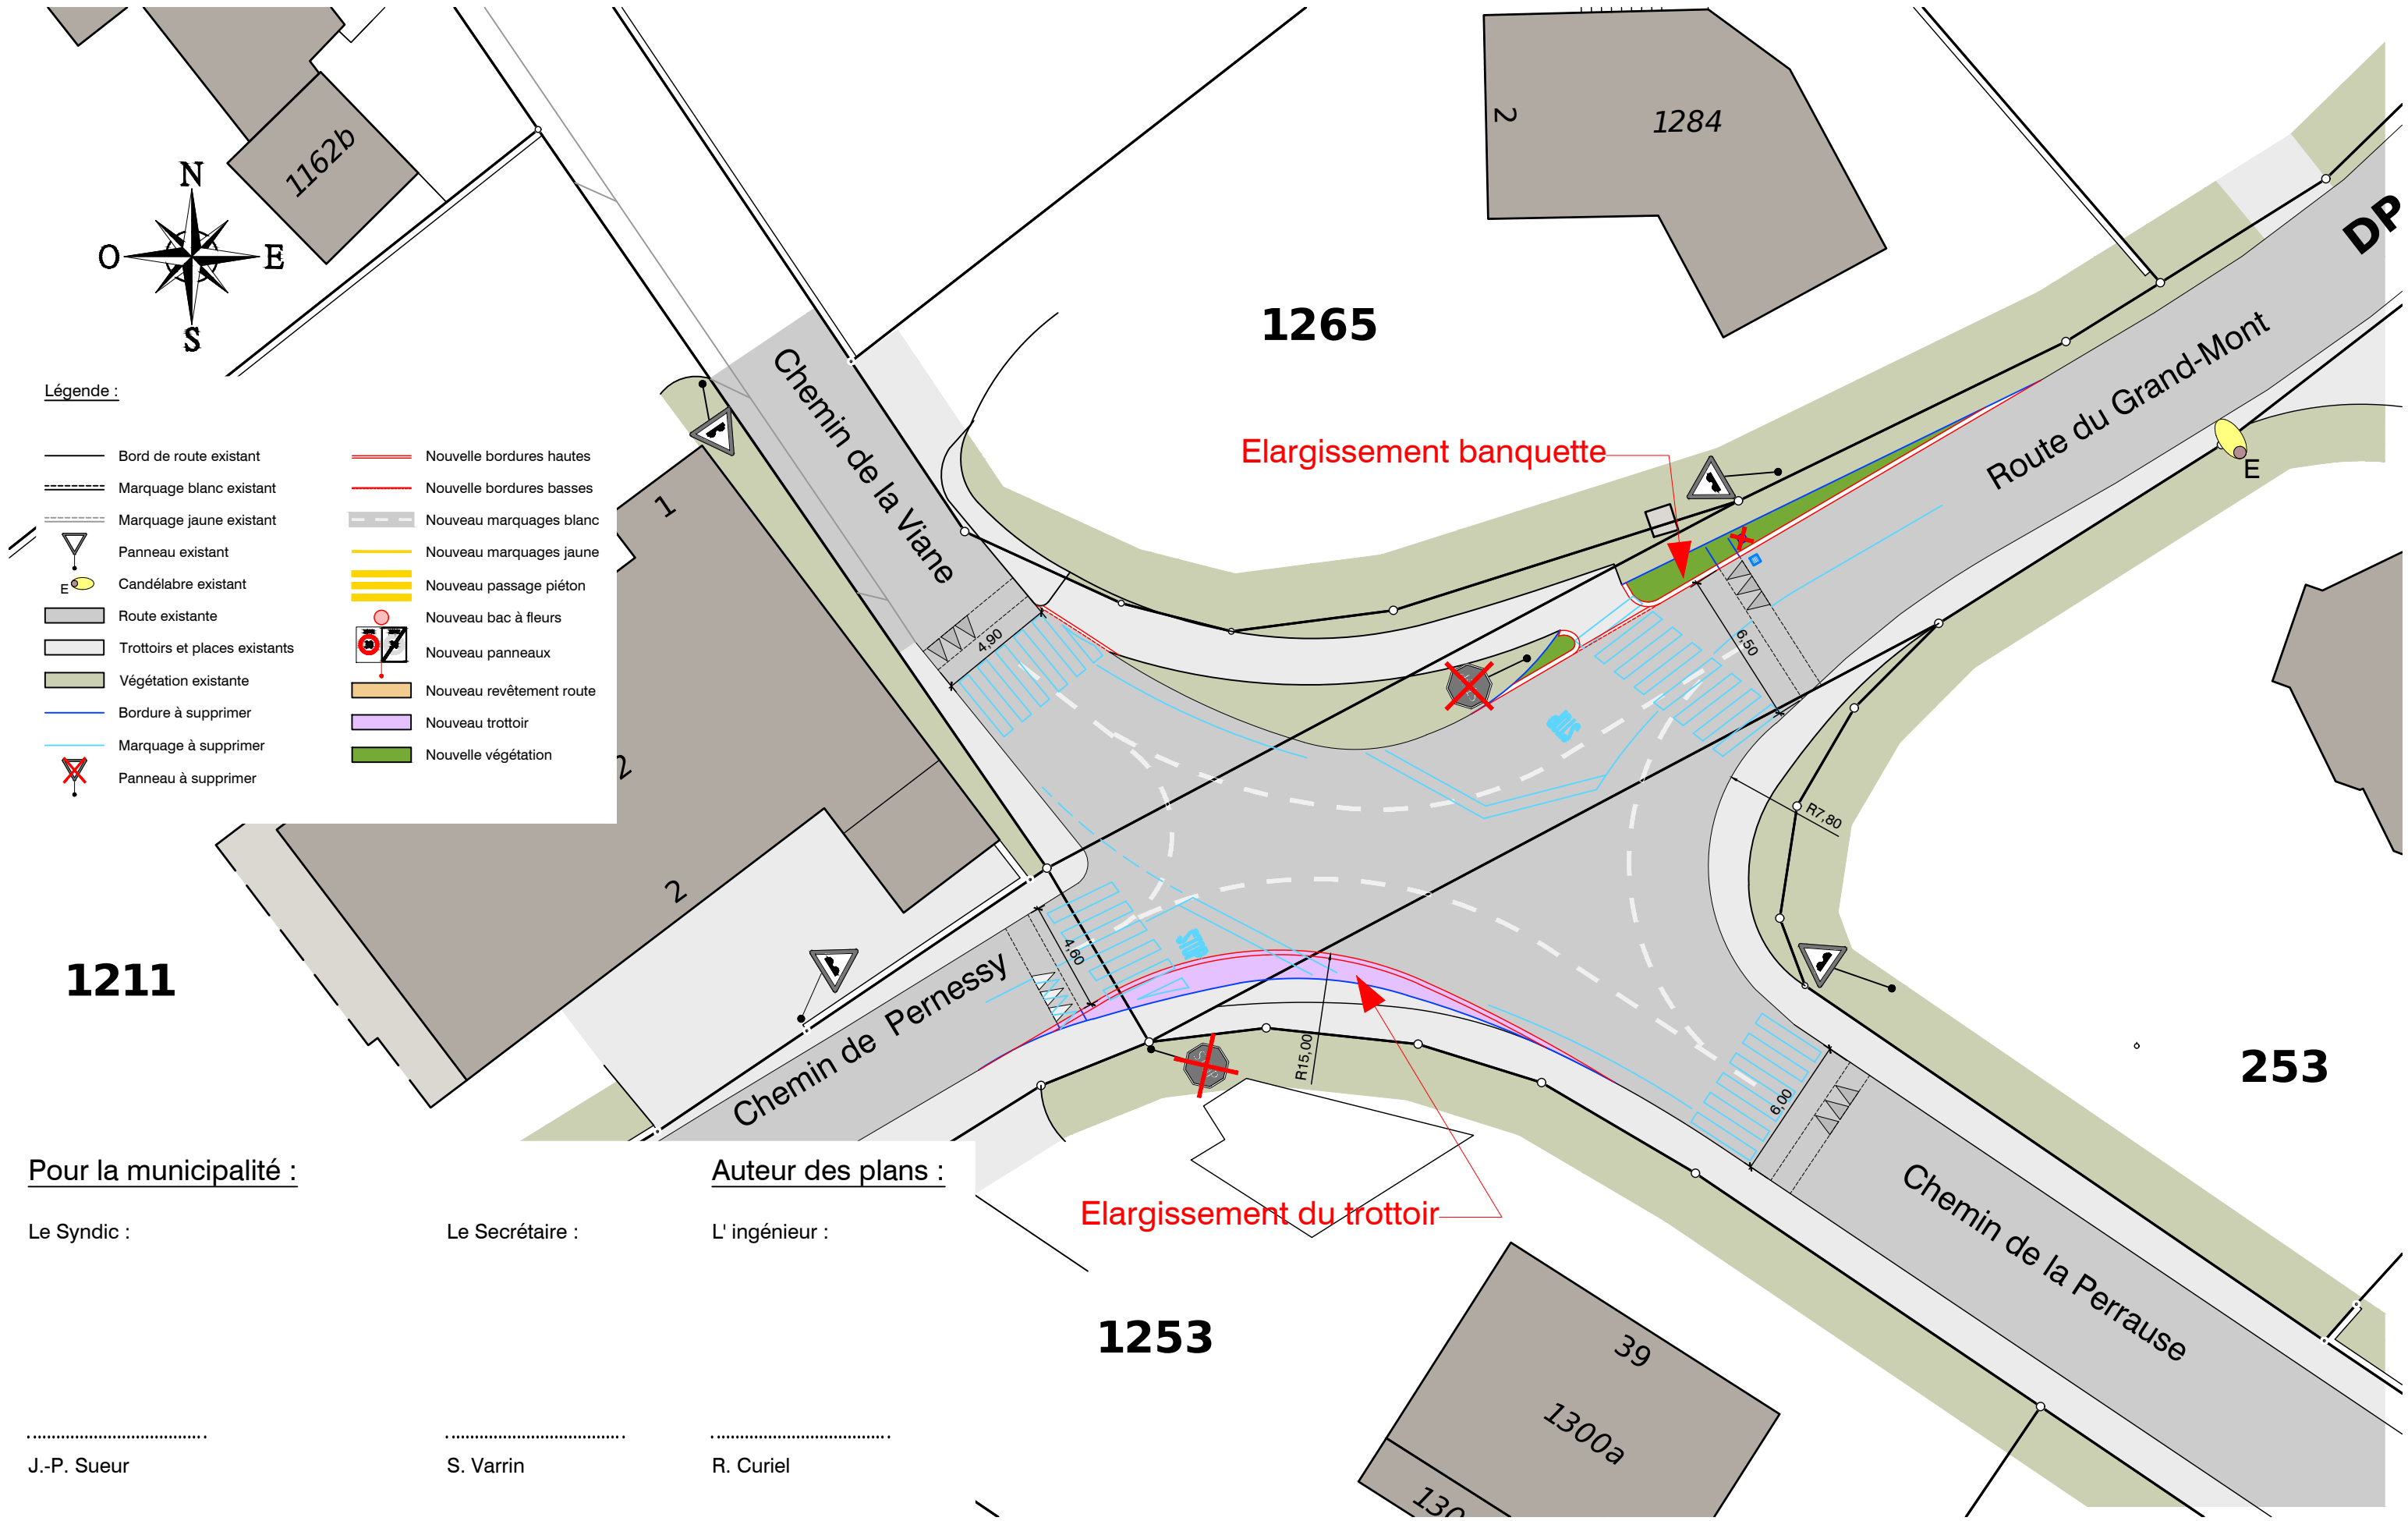 1162b
N
O
E
S
2
1284
DP
1265
Chemin de la Viane
Route du Grand-Mont
Elargissement banquette
E
Légende :
Bord de route existant
Marquage blanc existant
Marquage jaune existant
Panneau existant
E
Candélabre existant
Route existante
Trottoirs et places existants
Végétation existante
Bordure à supprimer
Marquage à supprimer
Panneau à supprimer
Nouvelle bordures hautes
Nouvelle bordures basses
Nouveau marquages blanc
Nouveau marquages jaune
Nouveau passage piéton
Nouveau bac à fleurs
Nouveau panneaux
Nouveau revêtement route
Nouveau trottoir
Nouvelle végétation
1
2
2
4,90
6,50
R7,80
4,60
R15,00
6,00
1211
Chemin de Pernessy
253
Chemin de la Perrause
Elargissement du trottoir
1253
39
1300a
130
Pour la municipalité :
Auteur des plans :
Le Syndic :
Le Secrétaire :
L' ingénieur :
J.-P. Sueur
S. Varrin
R. Curiel